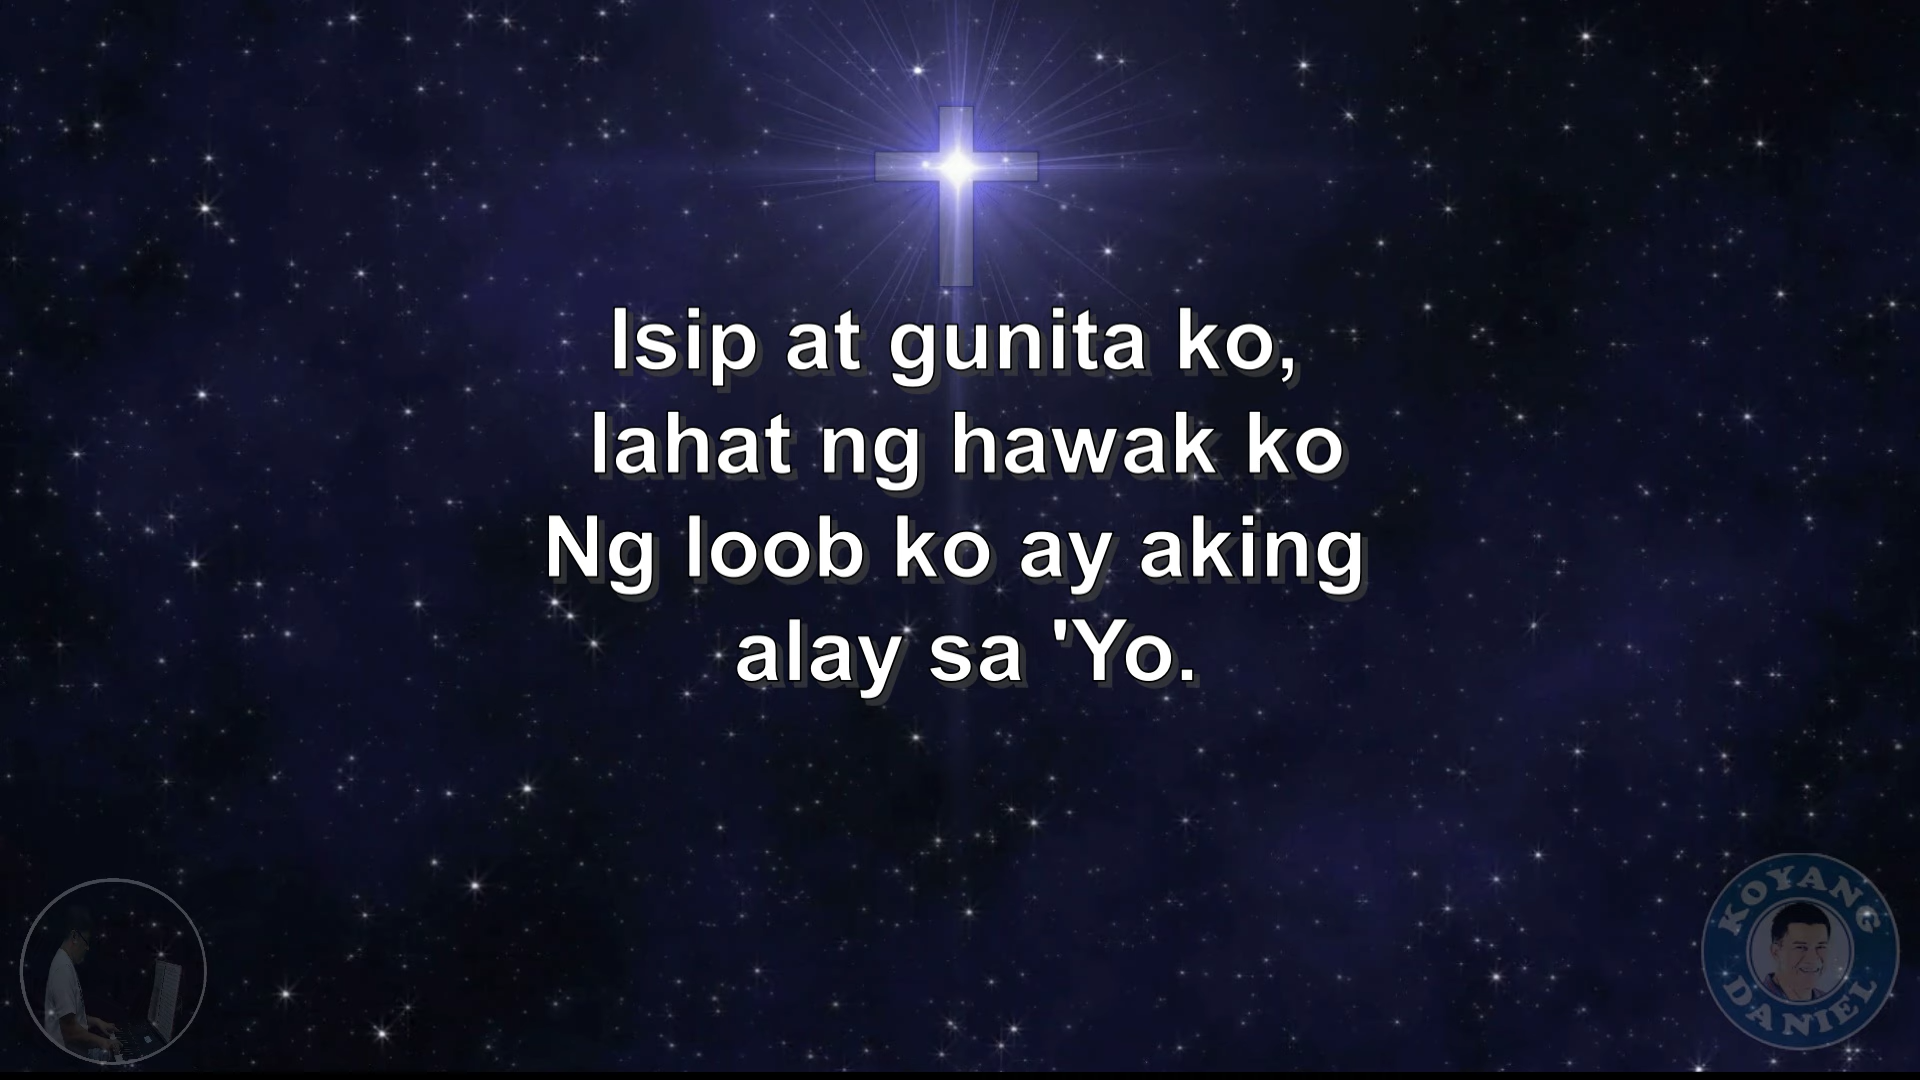 Isip at gunita ko,
lahat ng hawak ko
Ng loob ko ay aking
alay sa 'Yo.
KOYANG
DANIEL